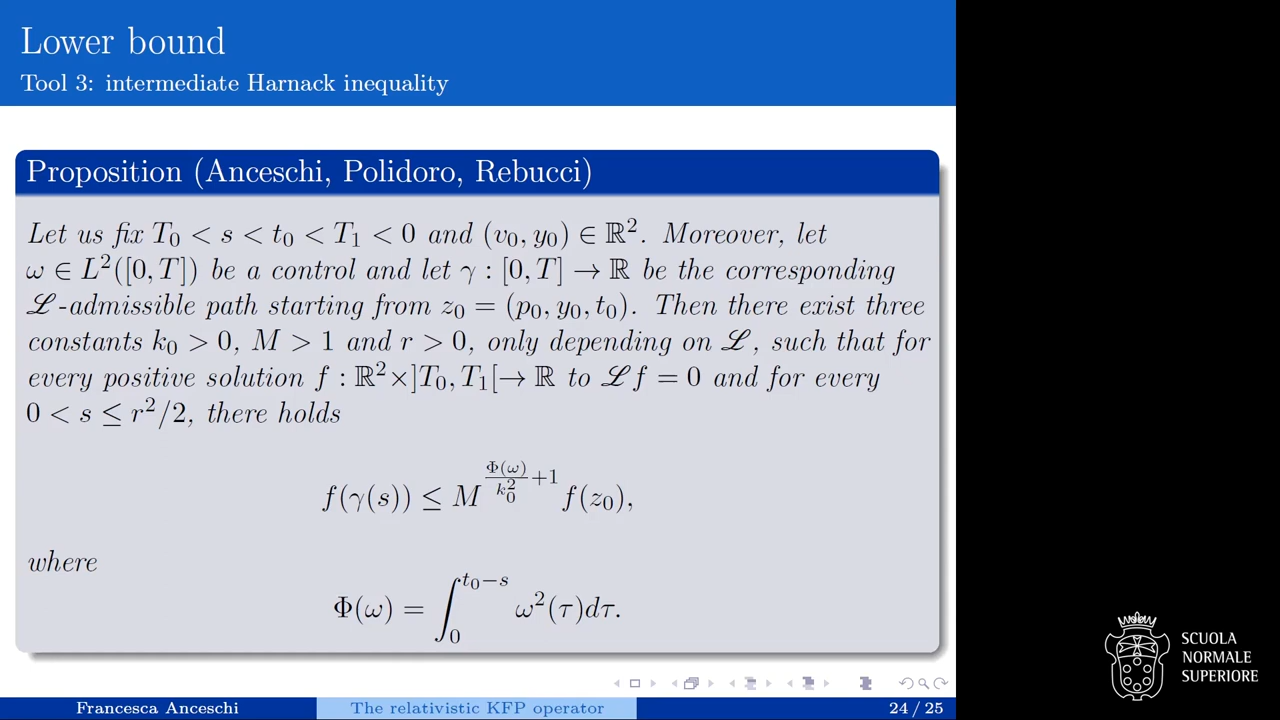 Lower bound
Tool 3: intermediate Harnack inequality
Proposition (Anceschi, Polidoro, Rebucci)
Let us fix T₀ < s < t₀ < T₁ < 0 and (v₀, y₀) ∈ ℝ². Moreover, let
ω ∈ L²([0, T]) be a control and let γ : [0, T] → ℝ be the corresponding
ℒ-admissible path starting from z₀ = (p₀, y₀, t₀). Then there exist three
constants k₀ > 0, M > 1 and r > 0, only depending on ℒ, such that for
every positive solution f : ℝ²×]T₀, T₁[→ ℝ to ℒf = 0 and for every
0 < s ≤ r²/2, there holds
f(γ(s)) ≤ M^{Φ(ω)/k₀² + 1} f(z₀),
where
Φ(ω) = ∫₀^{t₀−s} ω²(τ)dτ.
Francesca Anceschi The relativistic KFP operator 24 / 25
SCUOLA
NORMALE
SUPERIORE